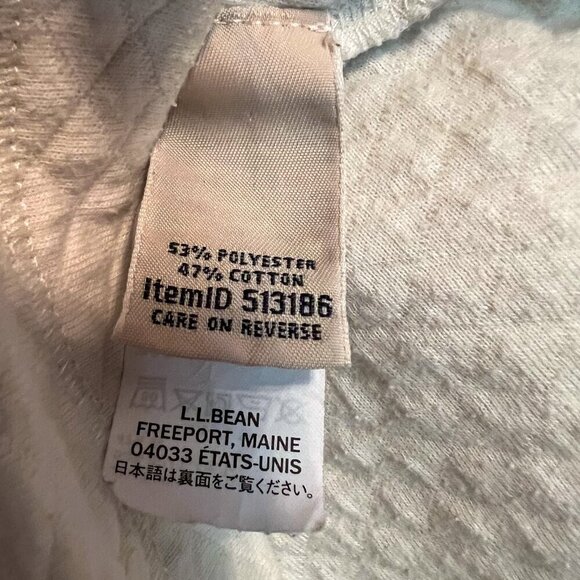 53% POLYESTER
47% COTTON
ItemID 513186
CARE ON REVERSE
L.L.BEAN
FREEPORT, MAINE
04033 ÉTATS-UNIS
日本語は裏面をご覧ください。